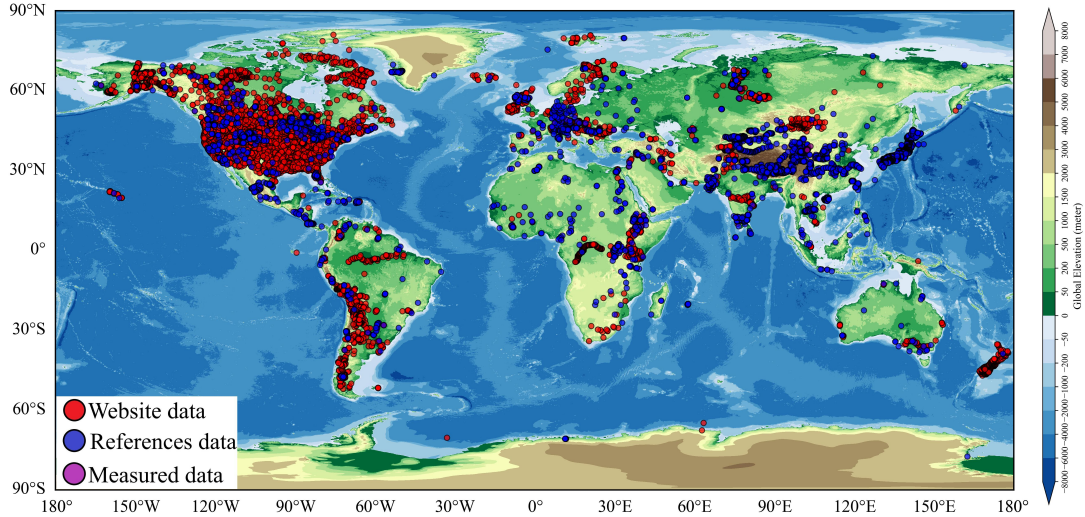 90°N
60°N
30°N
0°
30°S
60°S
90°S
Website data
References data
Measured data
180° 150°W 120°W 90°W 60°W 30°W 0° 30°E 60°E 90°E 120°E 150°E 180°
8000
7000
6000
5000
4000
3000
2000
1500
1000
500
200
50
0
−50
−200
−1000
−2000
−4000
−6000
−8000
Global Elevation (meter)